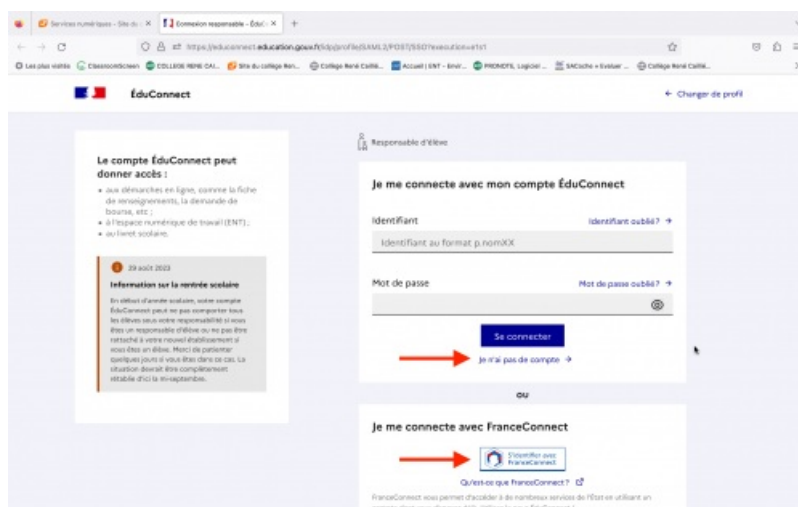 Services numériques - Site du c
Connexion responsable - ÉduC
https://educonnect.education.gouv.fr/idp/profile/SAML2/POST/SSO?execution=e1s1
Les plus visités
COLLEGE RENE CAI...
Site du collège Ren...
Collège René Caillié...
Accueil | ENT - Envir...
PRONOTE, Logiciel ...
SACoche » Evaluer ...
Collège René Caillié...
ÉduConnect
Changer de profil
Responsable d'élève
Le compte ÉduConnect peut
donner accès :
aux démarches en ligne, comme la fiche
de renseignements, la demande de
bourse, etc ;
à l'espace numérique de travail (ENT) ;
au livret scolaire.
29 août 2023
Information sur la rentrée scolaire
En début d'année scolaire, votre compte
ÉduConnect peut ne pas comporter tous
les élèves sous votre responsabilité si vous
êtes un responsable d'élève ou ne pas être
rattaché à votre nouvel établissement si
vous êtes un élève. Merci de patienter
quelques jours si vous êtes dans ce cas. La
situation devrait être complètement
rétablie d'ici la mi-septembre.
Je me connecte avec mon compte ÉduConnect
Identifiant
Identifiant oublié?
Identifiant au format p.nomXX
Mot de passe
Mot de passe oublié?
Se connecter
Je n'ai pas de compte
ou
Je me connecte avec FranceConnect
S'identifier avec
FranceConnect
Qu'est-ce que FranceConnect ?
FranceConnect vous permet d'accéder à de nombreux services de l'État en utilisant un